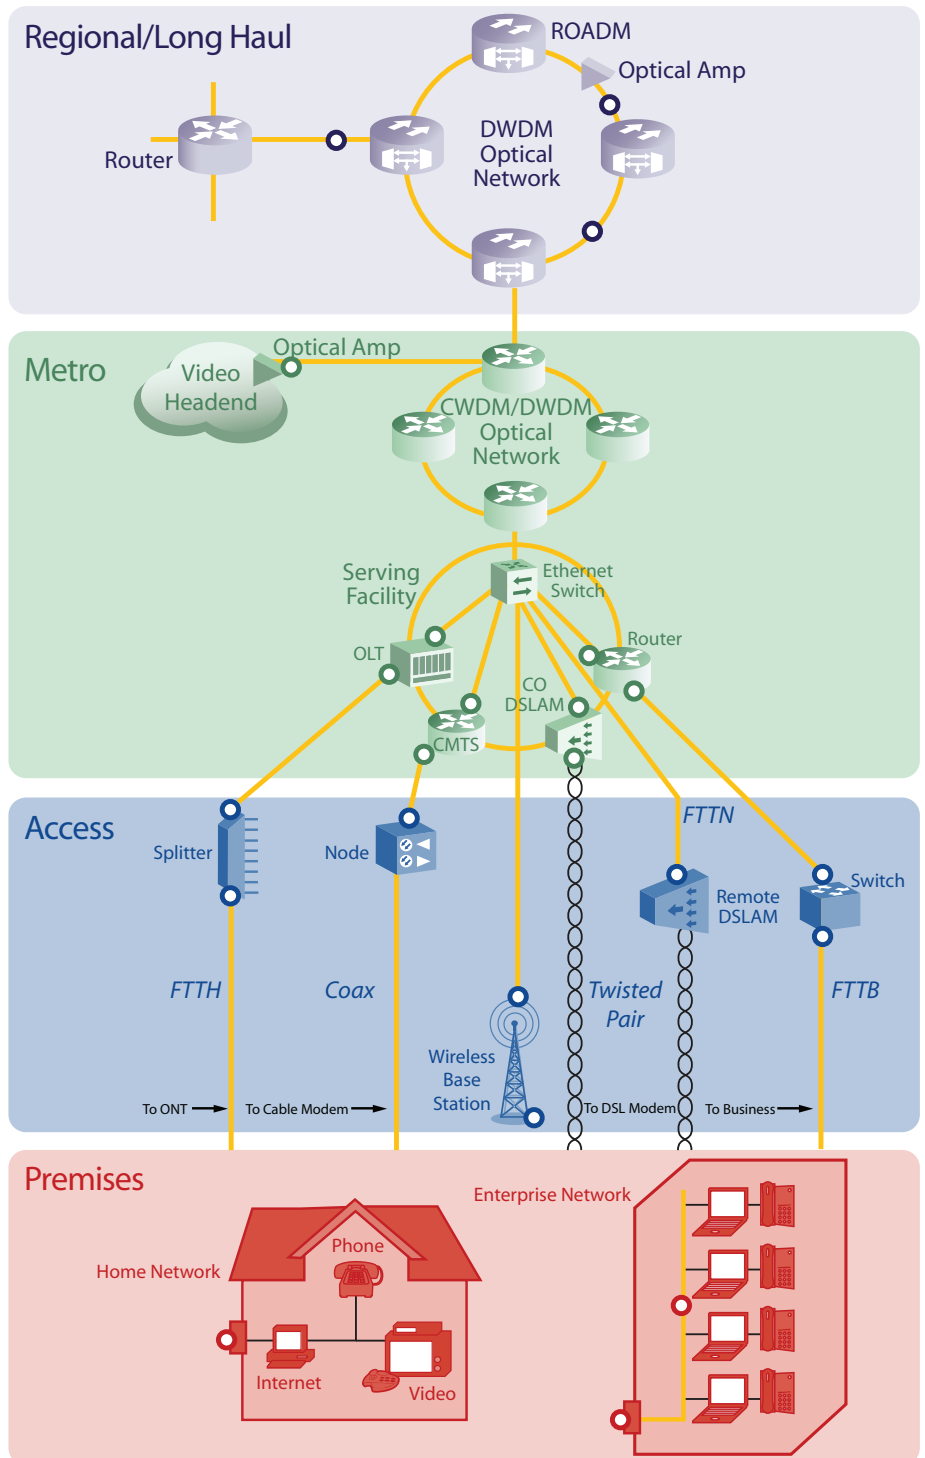 Regional/Long Haul
ROADM
Optical Amp
DWDM
Optical
Network
Router
Metro
Optical Amp
Video
Headend
CWDM/DWDM
Optical
Network
Serving
Facility
Ethernet
Switch
OLT
Router
CO
DSLAM
CMTS
Access
FTTN
Splitter
Node
Switch
Remote
DSLAM
FTTH
Coax
Twisted
Pair
FTTB
Wireless
Base
Station
To ONT
To Cable Modem
To DSL Modem
To Business
Premises
Enterprise Network
Home Network
Phone
Internet
Video